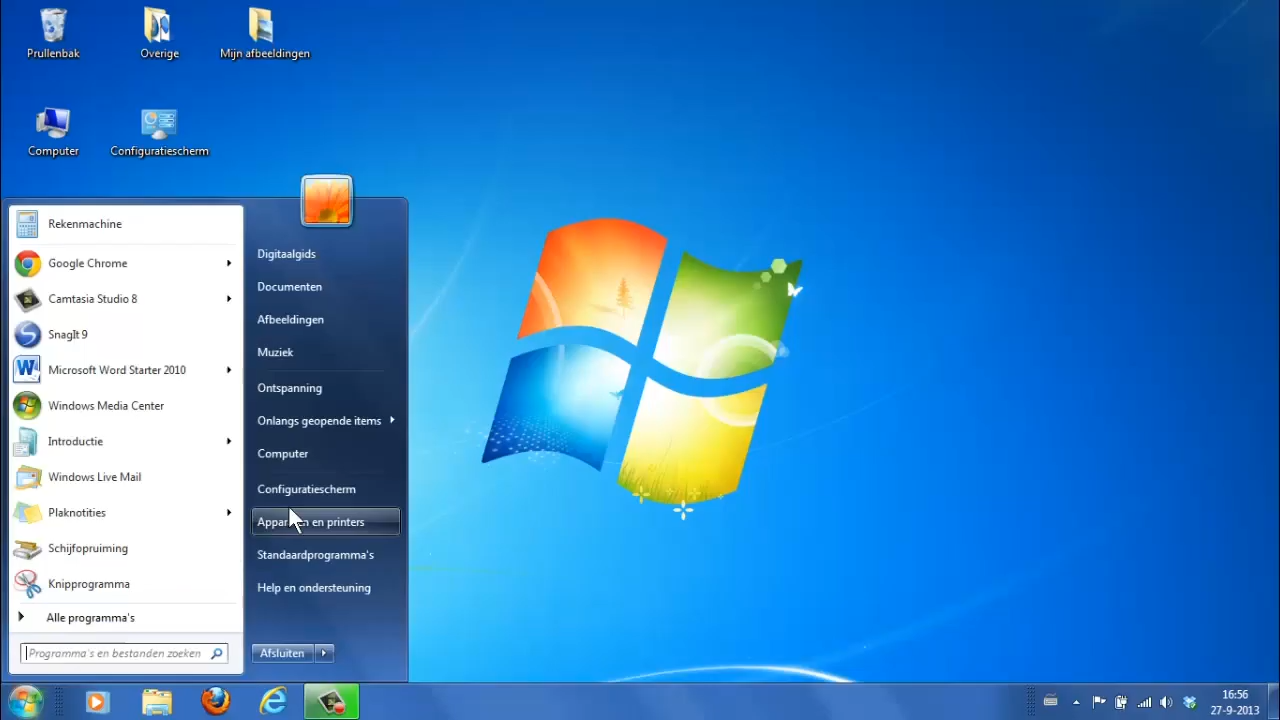 Prullenbak
Overige
Mijn afbeeldingen
Computer
Configuratiescherm
Rekenmachine
Google Chrome
Camtasia Studio 8
SnagIt 9
Microsoft Word Starter 2010
Windows Media Center
Introductie
Windows Live Mail
Plaknotities
Schijfopruiming
Knipprogramma
Alle programma's
Programma's en bestanden zoeken
Digitaalgids
Documenten
Afbeeldingen
Muziek
Ontspanning
Onlangs geopende items
Computer
Configuratiescherm
Apparaten en printers
Standaardprogramma's
Help en ondersteuning
Afsluiten
16:56
27-9-2013